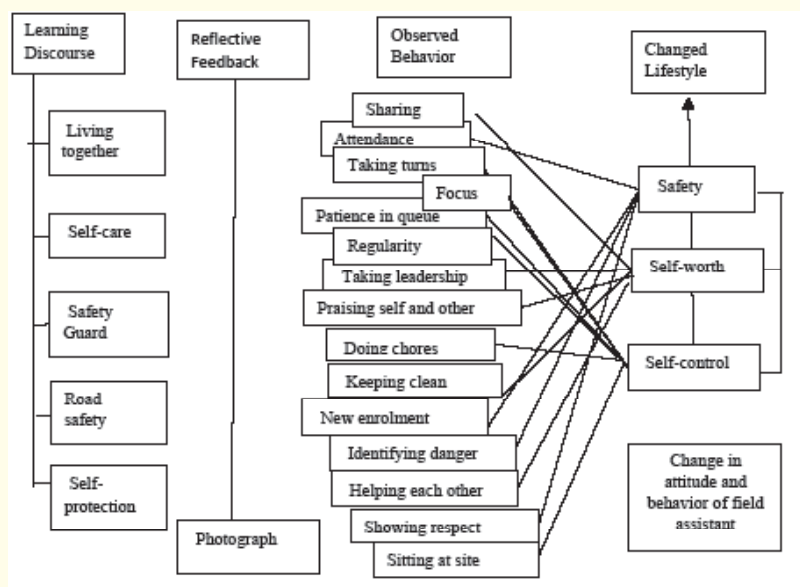 Learning
Discourse
Living
together
Self-care
Safety
Guard
Road
safety
Self-
protection
Reflective
Feedback
Photograph
Observed
Behavior
Sharing
Attendance
Taking turns
Focus
Patience in queue
Regularity
Taking leadership
Praising self and other
Doing chores
Keeping clean
New enrolment
Identifying danger
Helping each other
Showing respect
Sitting at site
Changed
Lifestyle
Safety
Self-worth
Self-control
Change in
attitude and
behavior of field
assistant